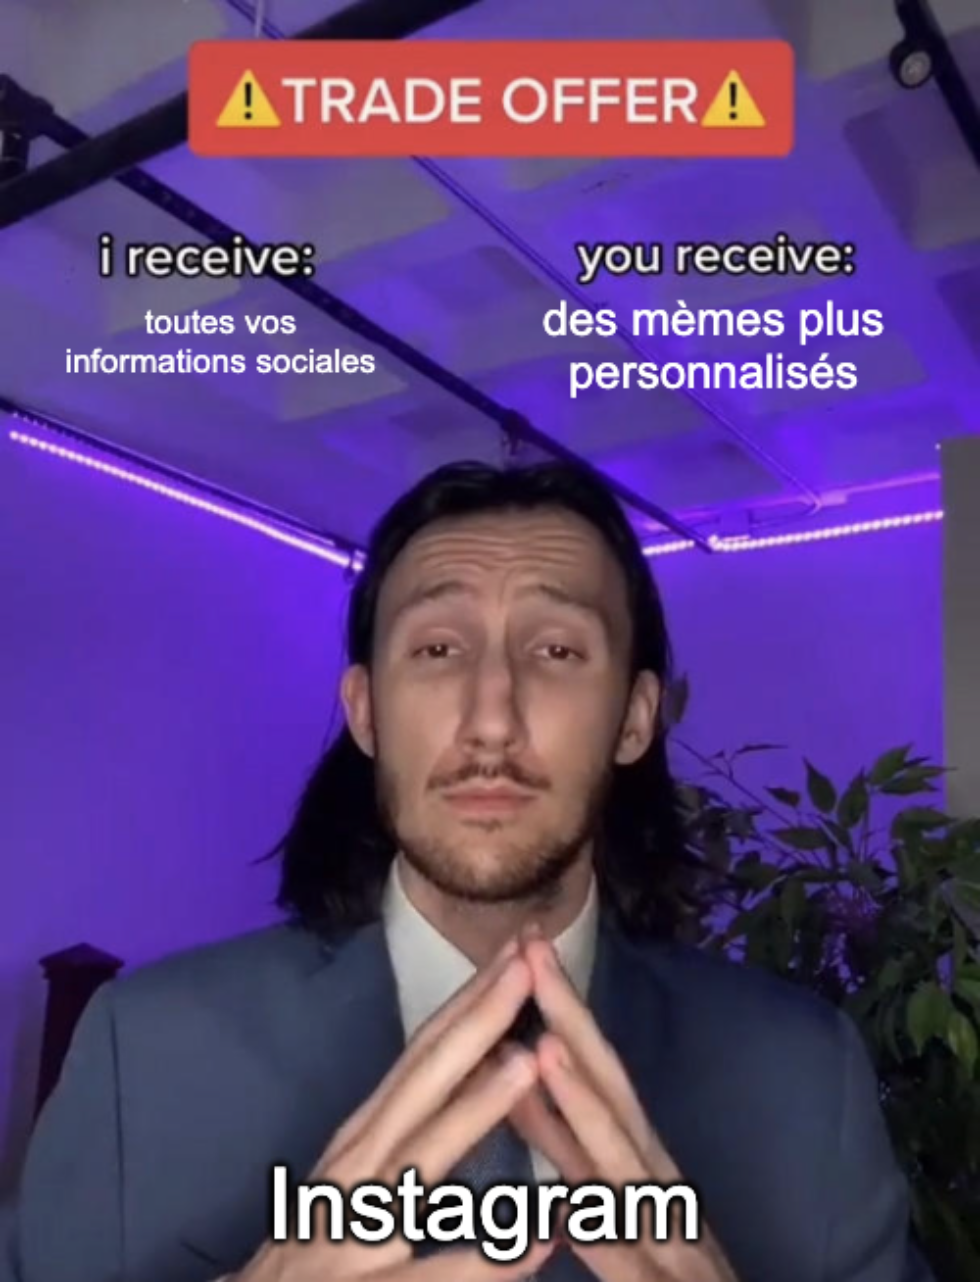 ⚠TRADE OFFER⚠
i receive:
toutes vos
informations sociales
you receive:
des mèmes plus
personnalisés
Instagram